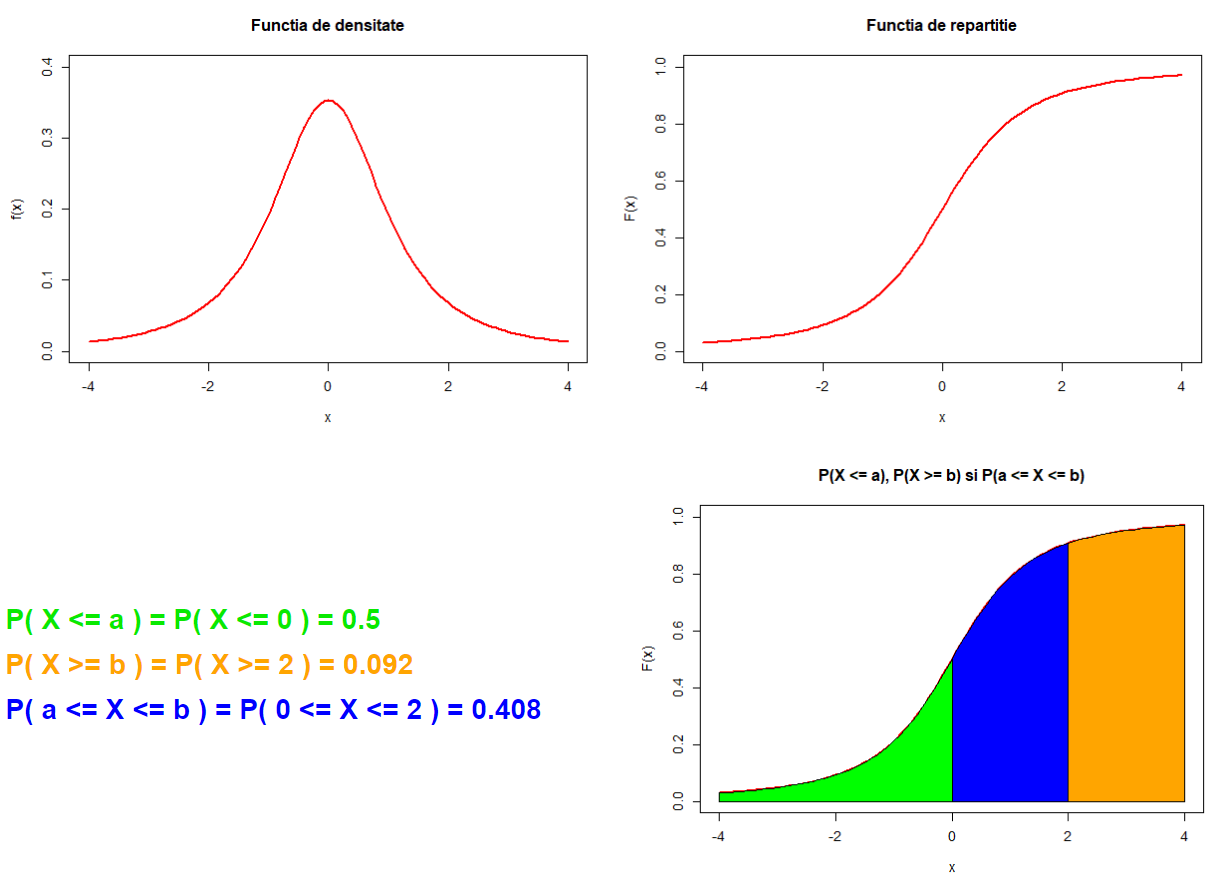 Functia de densitate
f(x)
0.4
0.3
0.2
0.1
0.0
-4 -2 0 2 4
x
Functia de repartitie
F(x)
1.0
0.8
0.6
0.4
0.2
0.0
-4 -2 0 2 4
x
P( X <= a ) = P( X <= 0 ) = 0.5
P( X >= b ) = P( X >= 2 ) = 0.092
P( a <= X <= b ) = P( 0 <= X <= 2 ) = 0.408
P(X <= a), P(X >= b) si P(a <= X <= b)
F(x)
1.0
0.8
0.6
0.4
0.2
0.0
-4 0 2 4
x